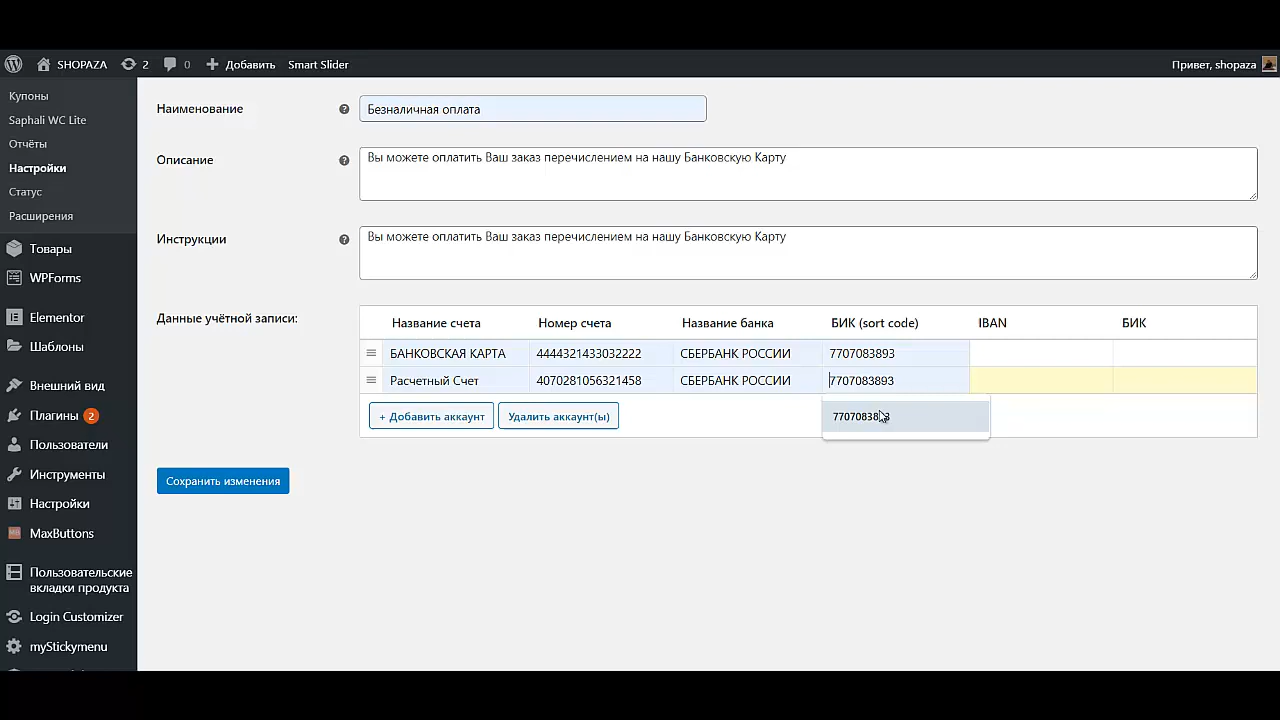 SHOPAZA 2 0 Добавить Smart Slider Привет, shopaza
Купоны
Saphali WC Lite
Отчёты
Настройки
Статус
Расширения
Товары
WPForms
Elementor
Шаблоны
Внешний вид
Плагины 2
Пользователи
Инструменты
Настройки
MaxButtons
Пользовательские
вкладки продукта
Login Customizer
myStickymenu
Наименование ? Безналичная оплата
Описание ? Вы можете оплатить Ваш заказ перечислением на нашу Банковскую Карту
Инструкции ? Вы можете оплатить Ваш заказ перечислением на нашу Банковскую Карту
Данные учётной записи:
Название счета Номер счета Название банка БИК (sort code) IBAN БИК
БАНКОВСКАЯ КАРТА 4444321433032222 СБЕРБАНК РОССИИ 7707083893
Расчетный Счет 4070281056321458 СБЕРБАНК РОССИИ 7707083893
+ Добавить аккаунт Удалить аккаунт(ы) 7707083893
Сохранить изменения